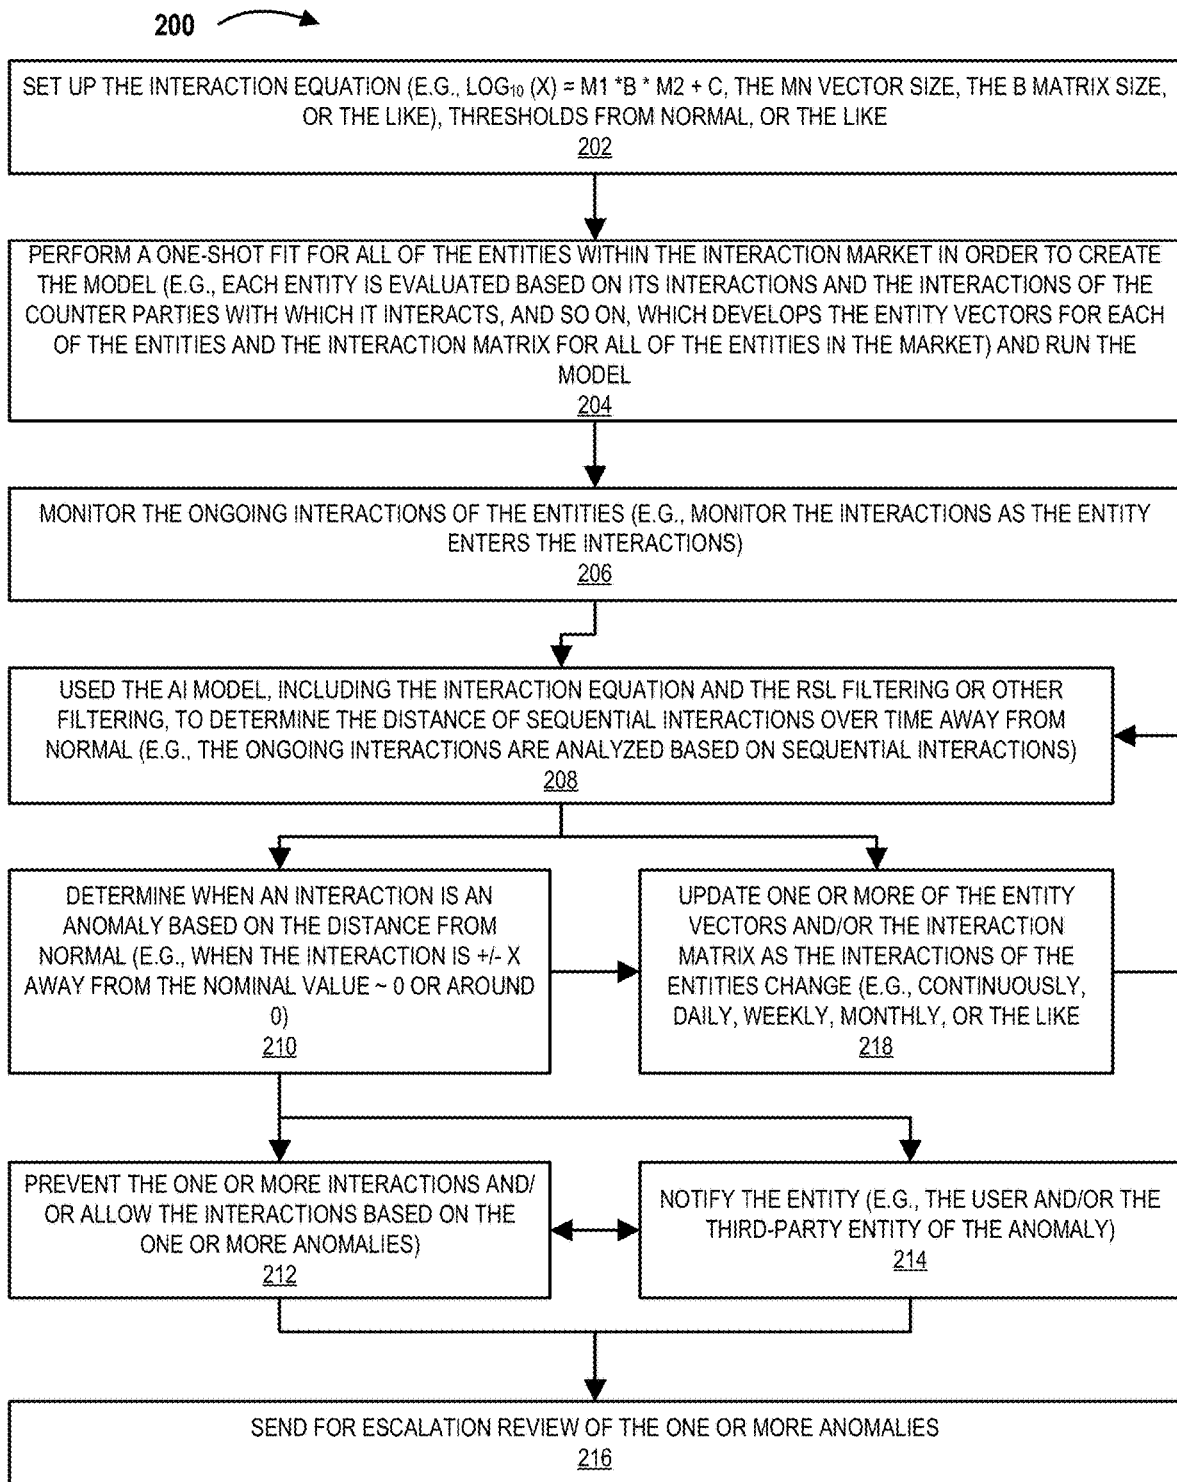 200
SET UP THE INTERACTION EQUATION (E.G., LOG₁₀ (X) = M1 *B * M2 + C, THE MN VECTOR SIZE, THE B MATRIX SIZE,
OR THE LIKE), THRESHOLDS FROM NORMAL, OR THE LIKE
202
PERFORM A ONE-SHOT FIT FOR ALL OF THE ENTITIES WITHIN THE INTERACTION MARKET IN ORDER TO CREATE
THE MODEL (E.G., EACH ENTITY IS EVALUATED BASED ON ITS INTERACTIONS AND THE INTERACTIONS OF THE
COUNTER PARTIES WITH WHICH IT INTERACTS, AND SO ON, WHICH DEVELOPS THE ENTITY VECTORS FOR EACH
OF THE ENTITIES AND THE INTERACTION MATRIX FOR ALL OF THE ENTITIES IN THE MARKET) AND RUN THE
MODEL
204
MONITOR THE ONGOING INTERACTIONS OF THE ENTITIES (E.G., MONITOR THE INTERACTIONS AS THE ENTITY
ENTERS THE INTERACTIONS)
206
USED THE AI MODEL, INCLUDING THE INTERACTION EQUATION AND THE RSL FILTERING OR OTHER
FILTERING, TO DETERMINE THE DISTANCE OF SEQUENTIAL INTERACTIONS OVER TIME AWAY FROM
NORMAL (E.G., THE ONGOING INTERACTIONS ARE ANALYZED BASED ON SEQUENTIAL INTERACTIONS)
208
DETERMINE WHEN AN INTERACTION IS AN
ANOMALY BASED ON THE DISTANCE FROM
NORMAL (E.G., WHEN THE INTERACTION IS +/- X
AWAY FROM THE NOMINAL VALUE ~ 0 OR AROUND
0)
210
UPDATE ONE OR MORE OF THE ENTITY
VECTORS AND/OR THE INTERACTION
MATRIX AS THE INTERACTIONS OF THE
ENTITIES CHANGE (E.G., CONTINUOUSLY,
DAILY, WEEKLY, MONTHLY, OR THE LIKE
218
PREVENT THE ONE OR MORE INTERACTIONS AND/
OR ALLOW THE INTERACTIONS BASED ON THE
ONE OR MORE ANOMALIES)
212
NOTIFY THE ENTITY (E.G., THE USER AND/OR THE
THIRD-PARTY ENTITY OF THE ANOMALY)
214
SEND FOR ESCALATION REVIEW OF THE ONE OR MORE ANOMALIES
216